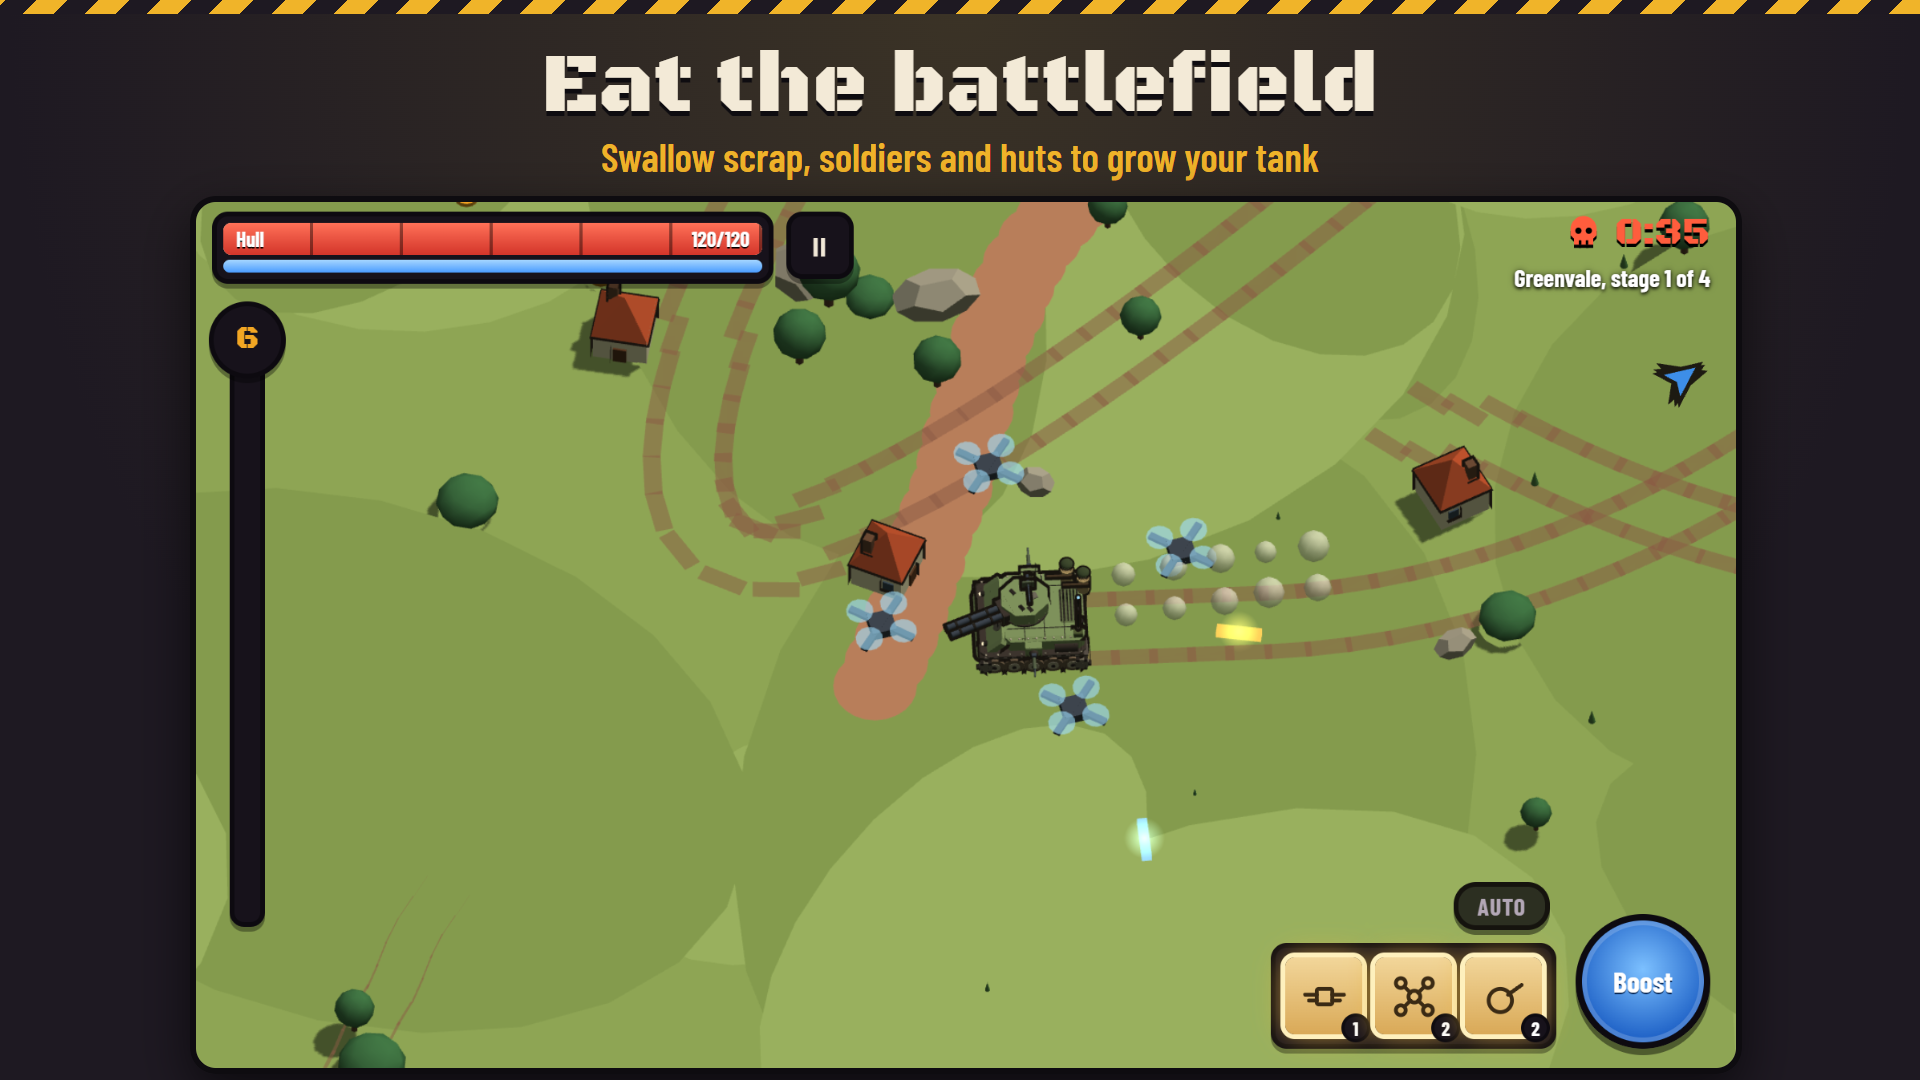 Eat the battlefield
Swallow scrap, soldiers and huts to grow your tank
Hull 120/120
0:35
Greenvale, stage 1 of 4
6
AUTO
Boost
1 2 2